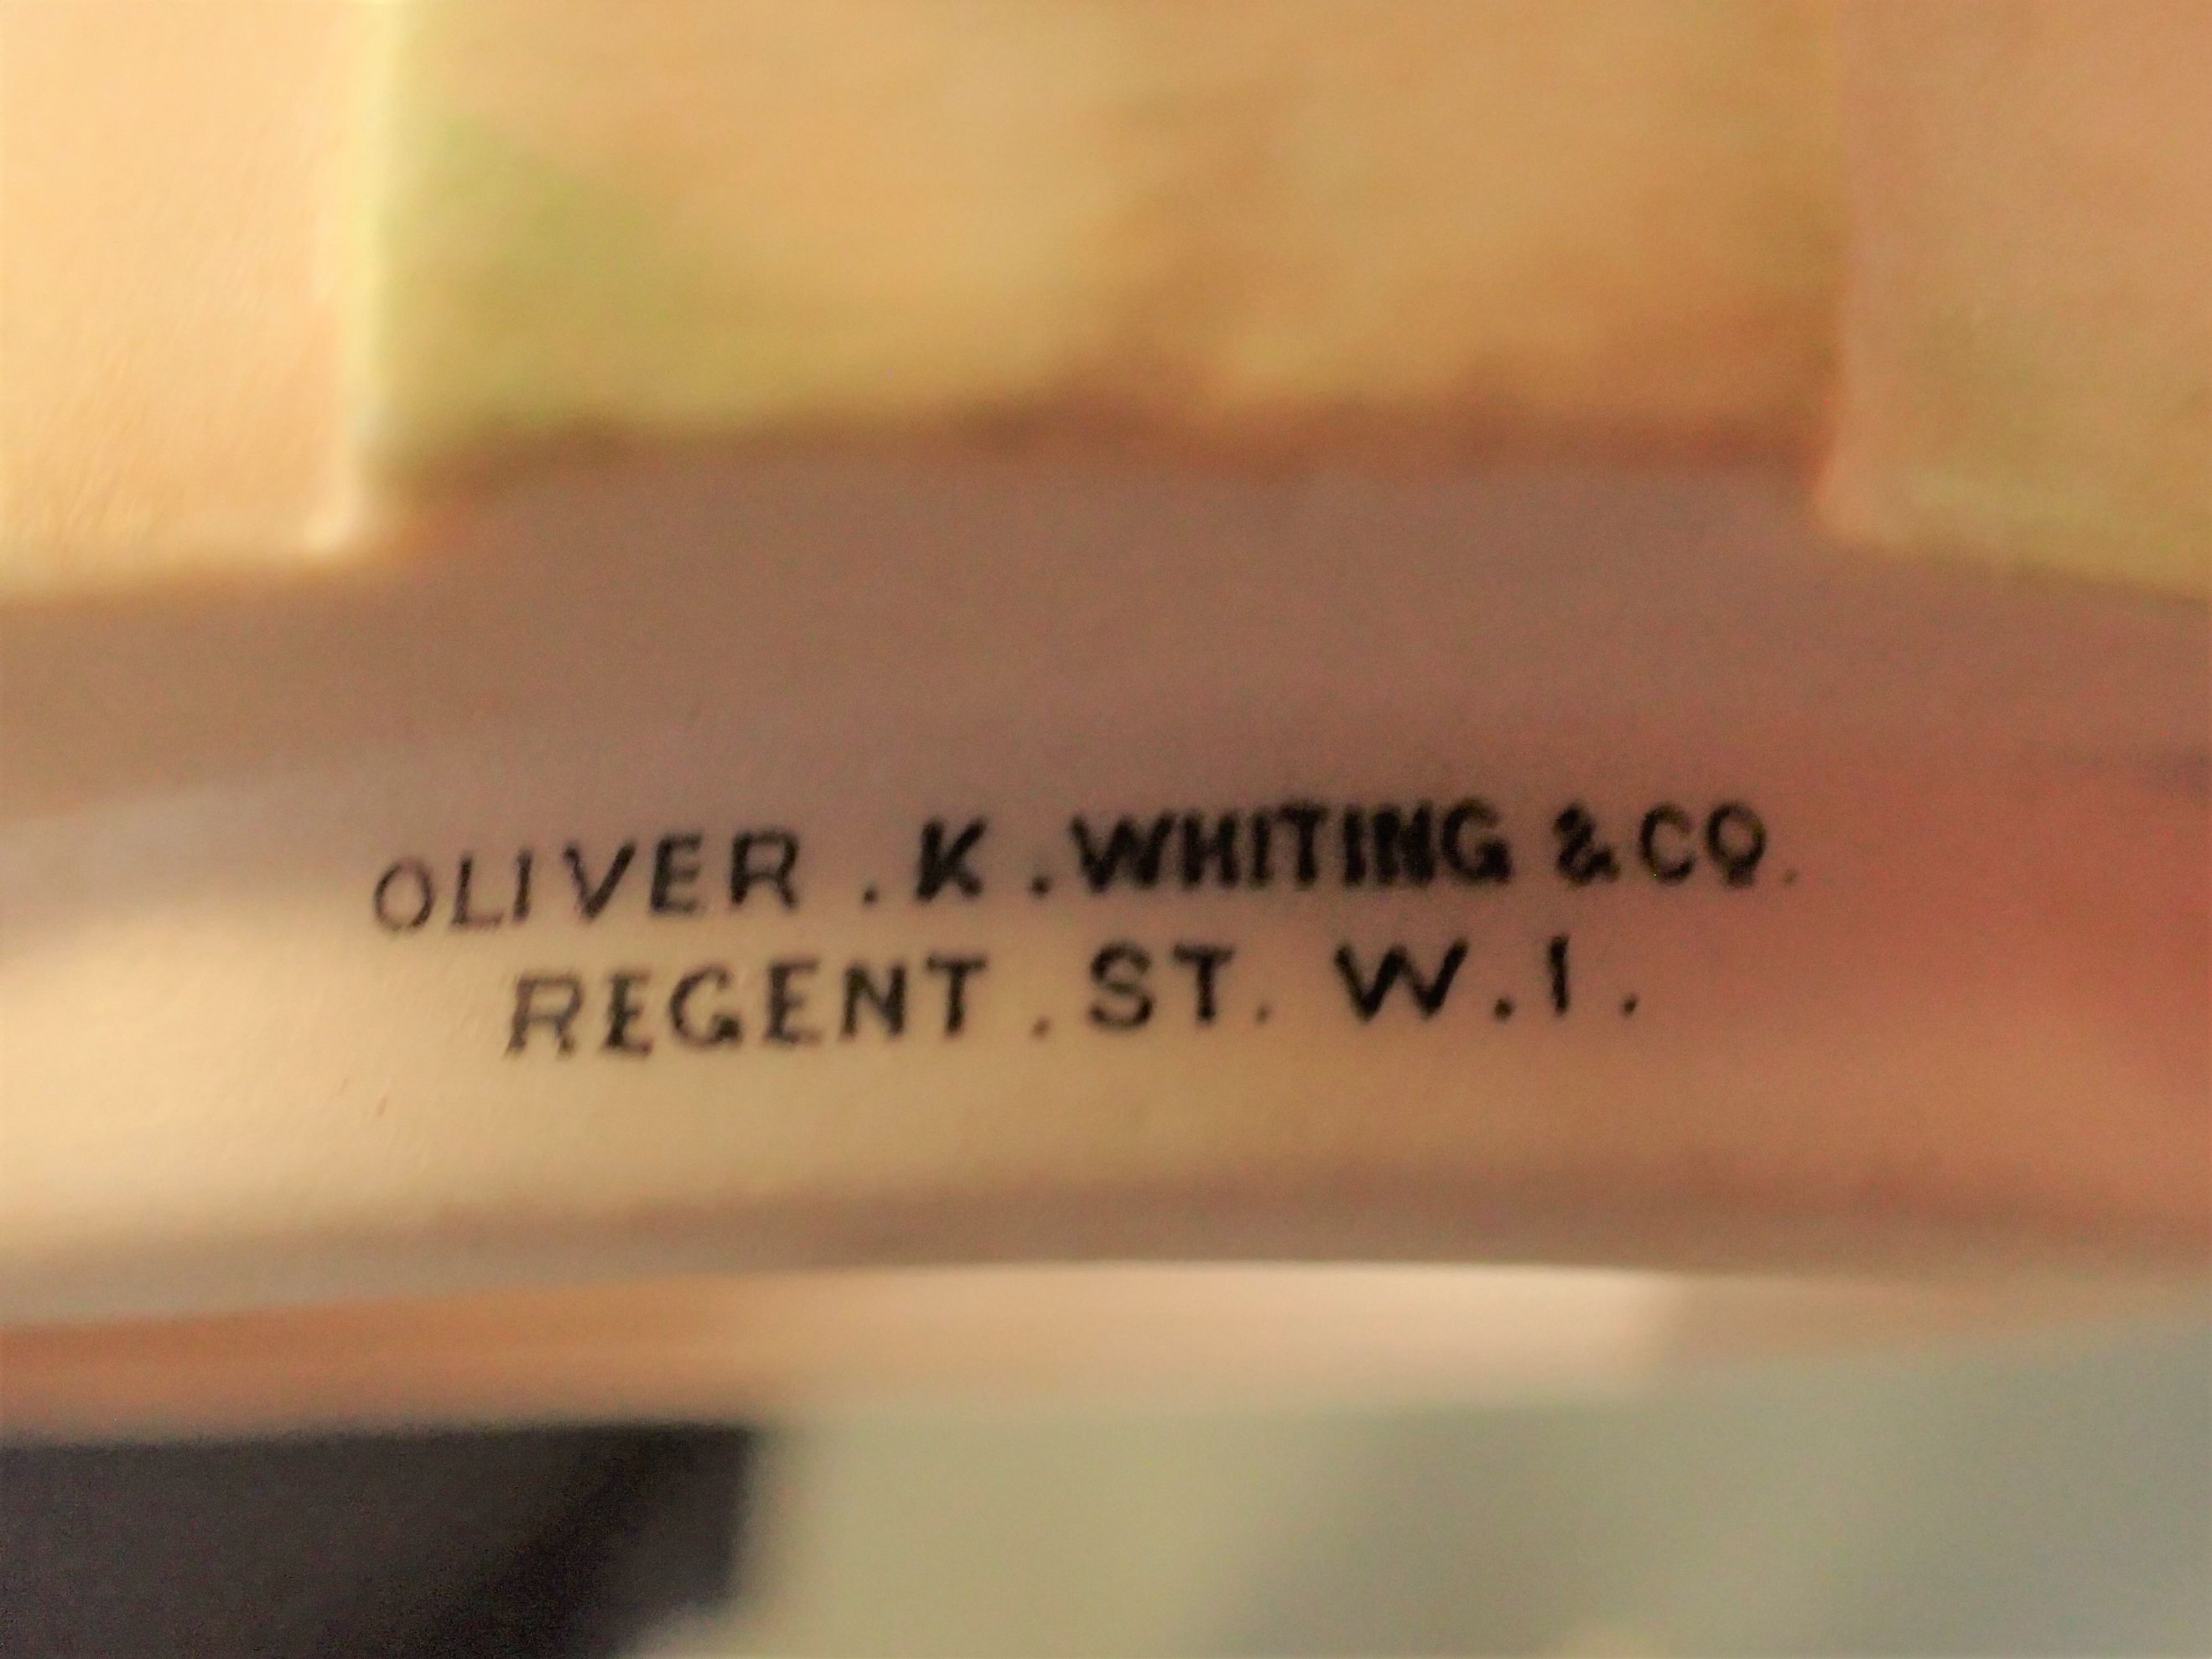 OLIVER . K . WHITING & CO.
REGENT . ST. W. 1 .